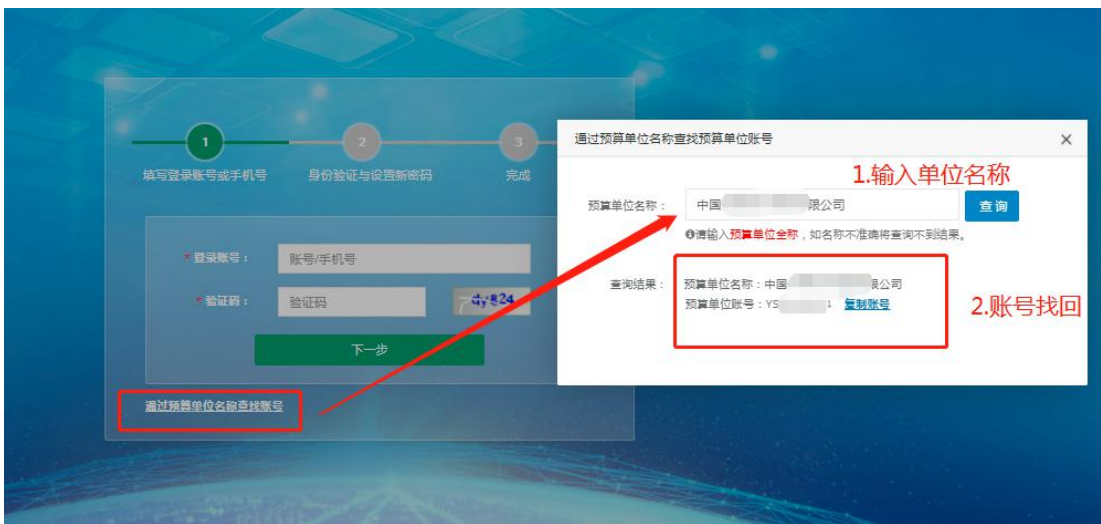 1
2
3
填写登录账号或手机号
身份验证与设置新密码
完成
* 登录账号：
账号/手机号
* 验证码：
验证码
dy824
下一步
通过预算单位名称查找账号
通过预算单位名称查找预算单位账号
×
1.输入单位名称
预算单位名称：
中国 限公司
查 询
请输入预算单位全称，如名称不准确将查询不到结果。
查询结果：
预算单位名称：中国 限公司
预算单位账号：YS 复制账号
2.账号找回